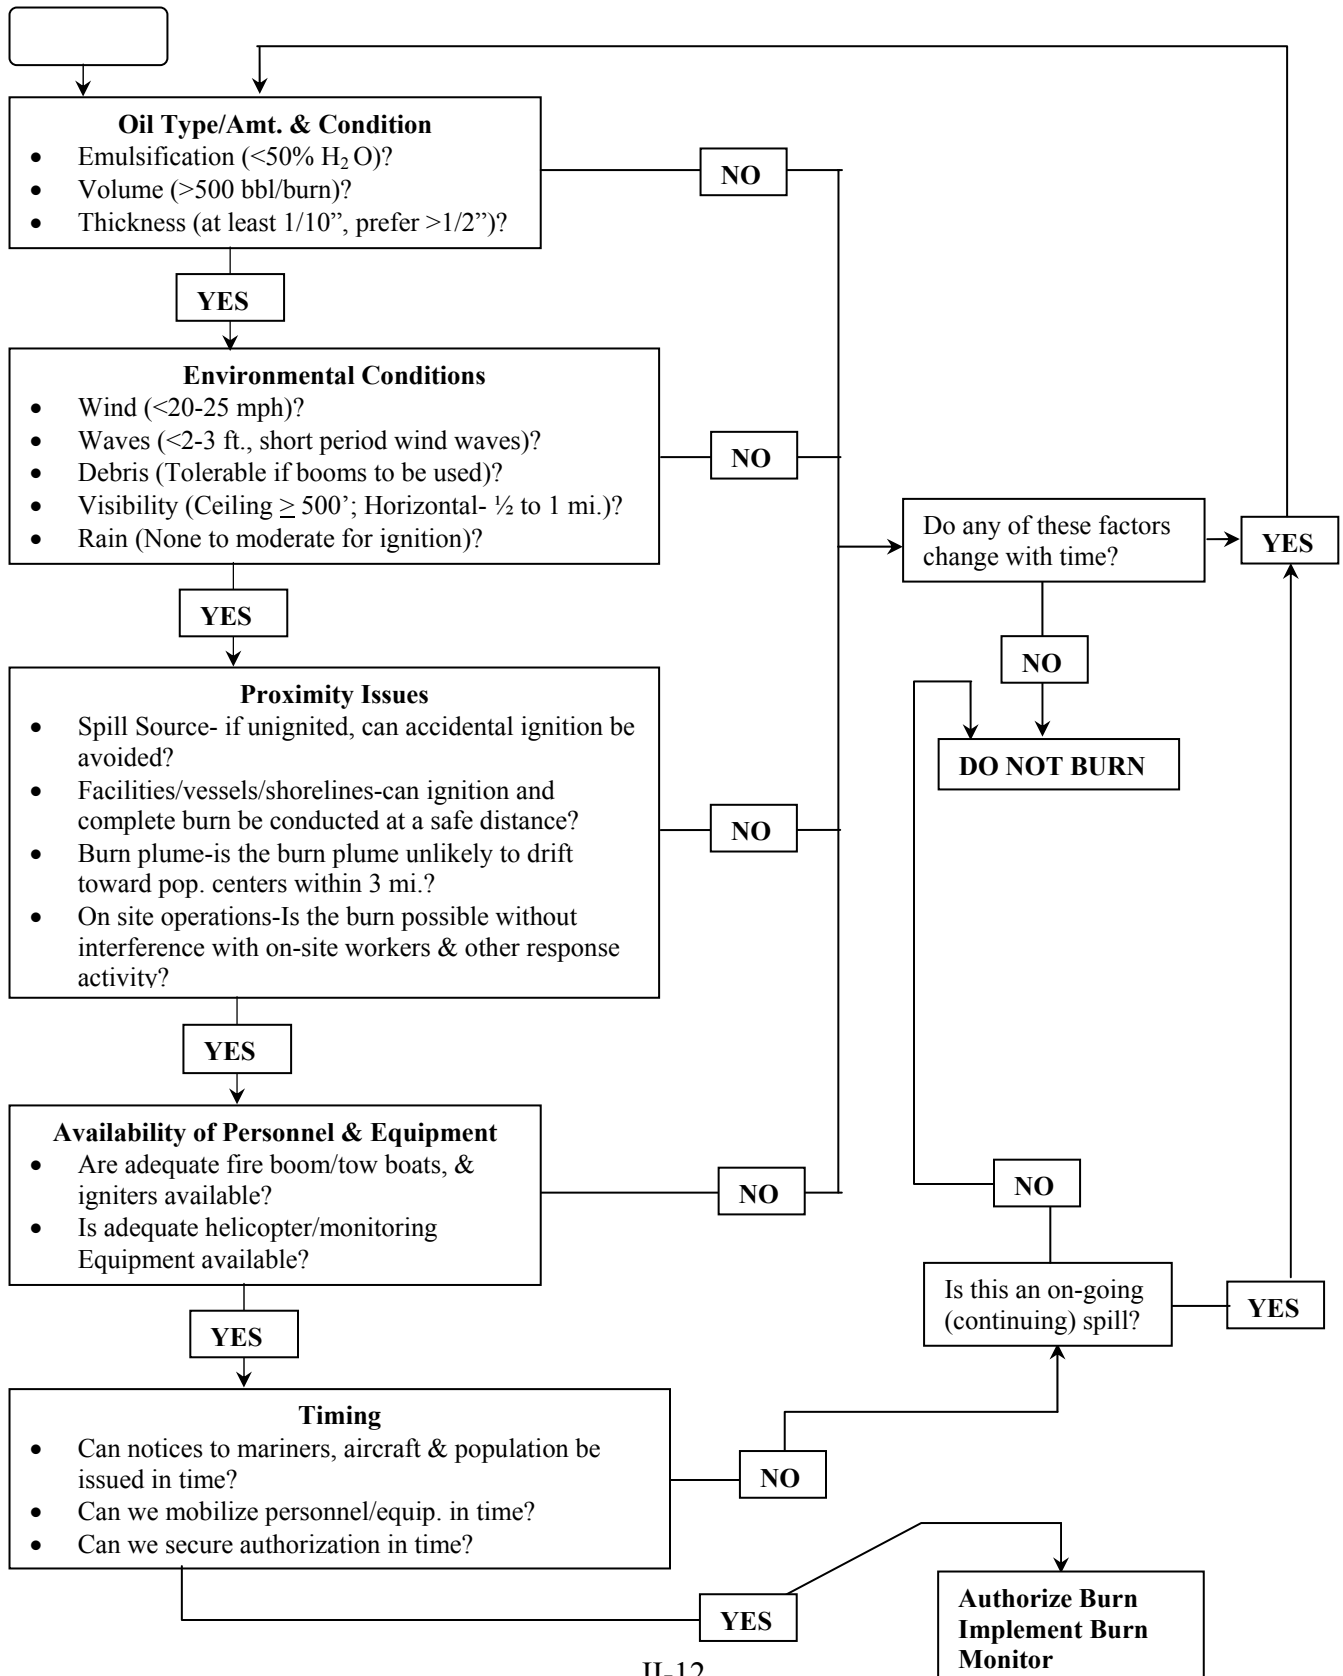 Oil Type/Amt. & Condition
• Emulsification (<50% H₂O)?
• Volume (>500 bbl/burn)?
• Thickness (at least 1/10”, prefer >1/2”)?
NO
YES
Environmental Conditions
• Wind (<20-25 mph)?
• Waves (<2-3 ft., short period wind waves)?
• Debris (Tolerable if booms to be used)?
• Visibility (Ceiling ≥ 500’; Horizontal- ½ to 1 mi.)?
• Rain (None to moderate for ignition)?
NO
Do any of these factors
change with time?
YES
NO
DO NOT BURN
YES
Proximity Issues
• Spill Source- if unignited, can accidental ignition be
avoided?
• Facilities/vessels/shorelines-can ignition and
complete burn be conducted at a safe distance?
• Burn plume-is the burn plume unlikely to drift
toward pop. centers within 3 mi.?
• On site operations-Is the burn possible without
interference with on-site workers & other response
activity?
NO
YES
Availability of Personnel & Equipment
• Are adequate fire boom/tow boats, &
igniters available?
• Is adequate helicopter/monitoring
Equipment available?
NO
NO
Is this an on-going
(continuing) spill?
YES
YES
Timing
• Can notices to mariners, aircraft & population be
issued in time?
• Can we mobilize personnel/equip. in time?
• Can we secure authorization in time?
NO
YES
Authorize Burn
Implement Burn
Monitor
II-12